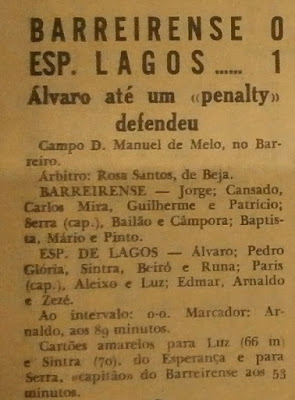 BARREIRENSE 0
ESP. LAGOS ...... 1
Álvaro até um «penalty»
defendeu
Campo D. Manuel de Melo, no Bar-
reiro.
Árbitro: Rosa Santos, de Beja.
BARREIRENSE — Jorge; Cansado,
Carlos Mira, Guilherme e Patrício;
Serra (cap.), Bailão e Câmpora; Baptis-
ta, Mário e Pinto.
ESP. DE LAGOS — Álvaro; Pedro
Glória, Sintra, Beiró e Runa; Paris
(cap.), Aleixo e Luz; Edmar, Arnaldo
e Zezé.
Ao intervalo: 0-0. Marcador: Ar-
naldo, aos 89 minutos.
Cartões amarelos para Luz (66 m)
e Sintra (70). do Esperança e para
Serra, «capitão» do Barreirense aos 53
minutos.